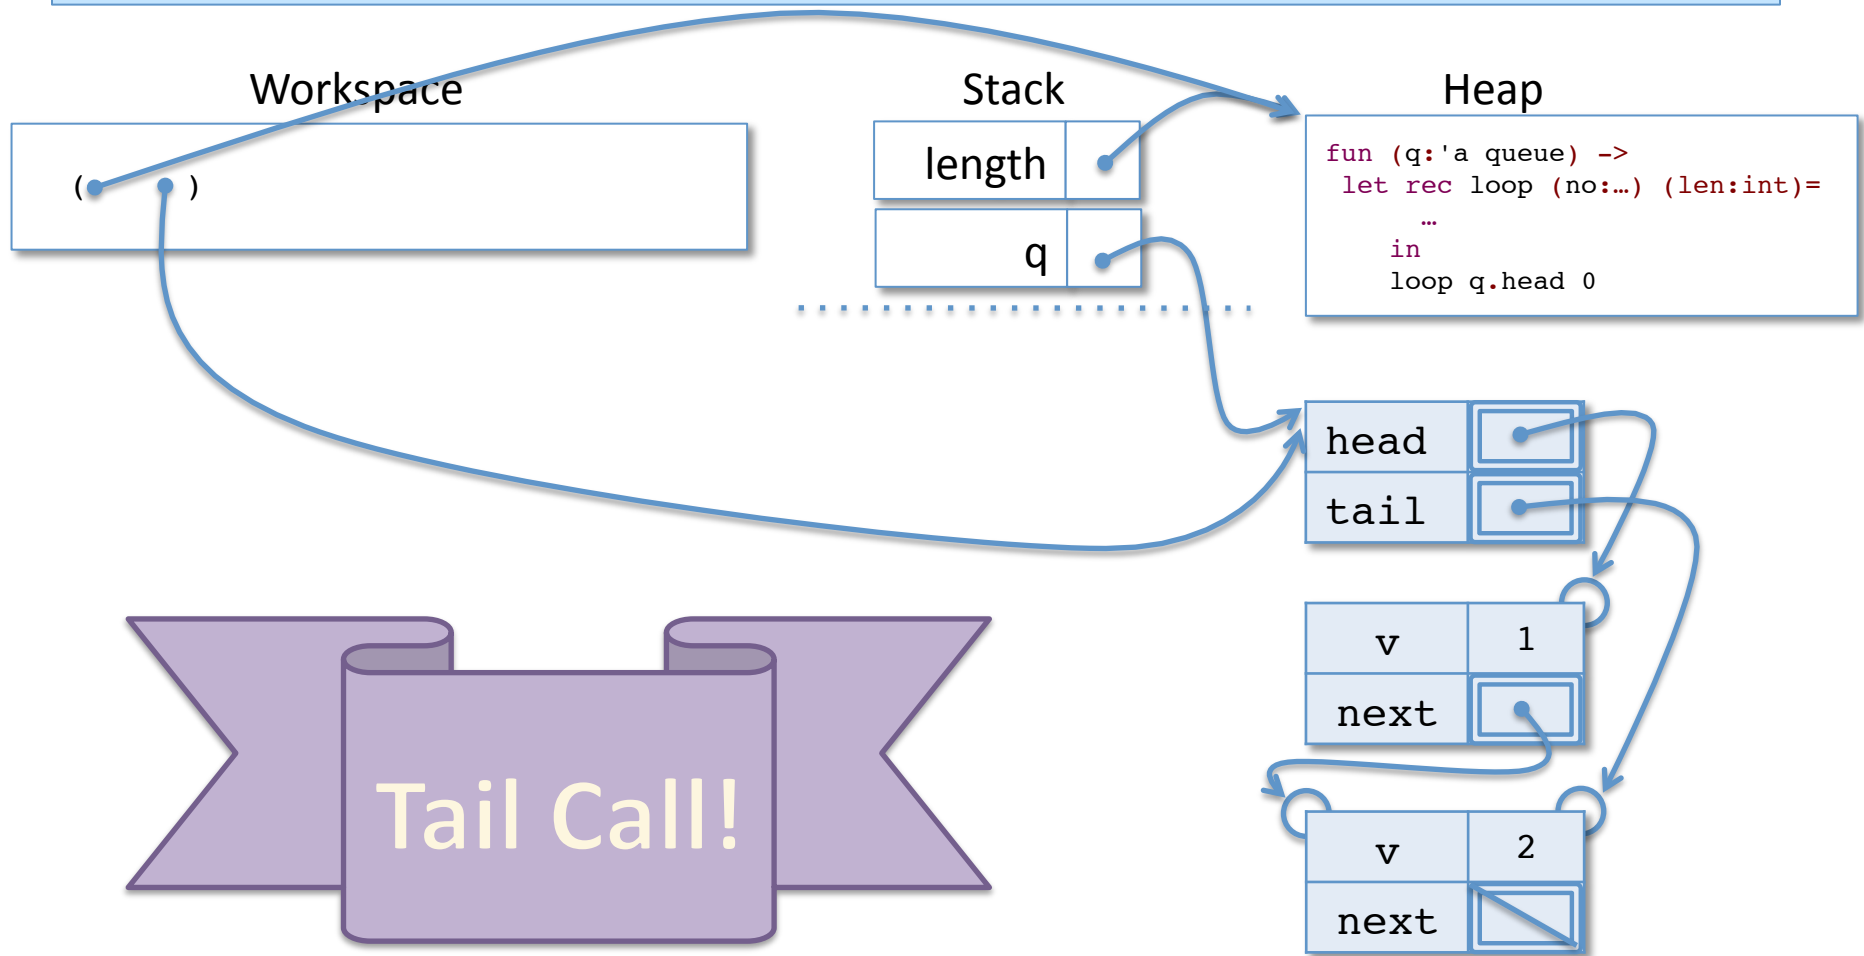 Workspace
Stack
Heap
( )
length
q
fun (q:'a queue) ->
let rec loop (no:…) (len:int)=
…
in
loop q.head 0
head
tail
v 1
next
v 2
next
Tail Call!